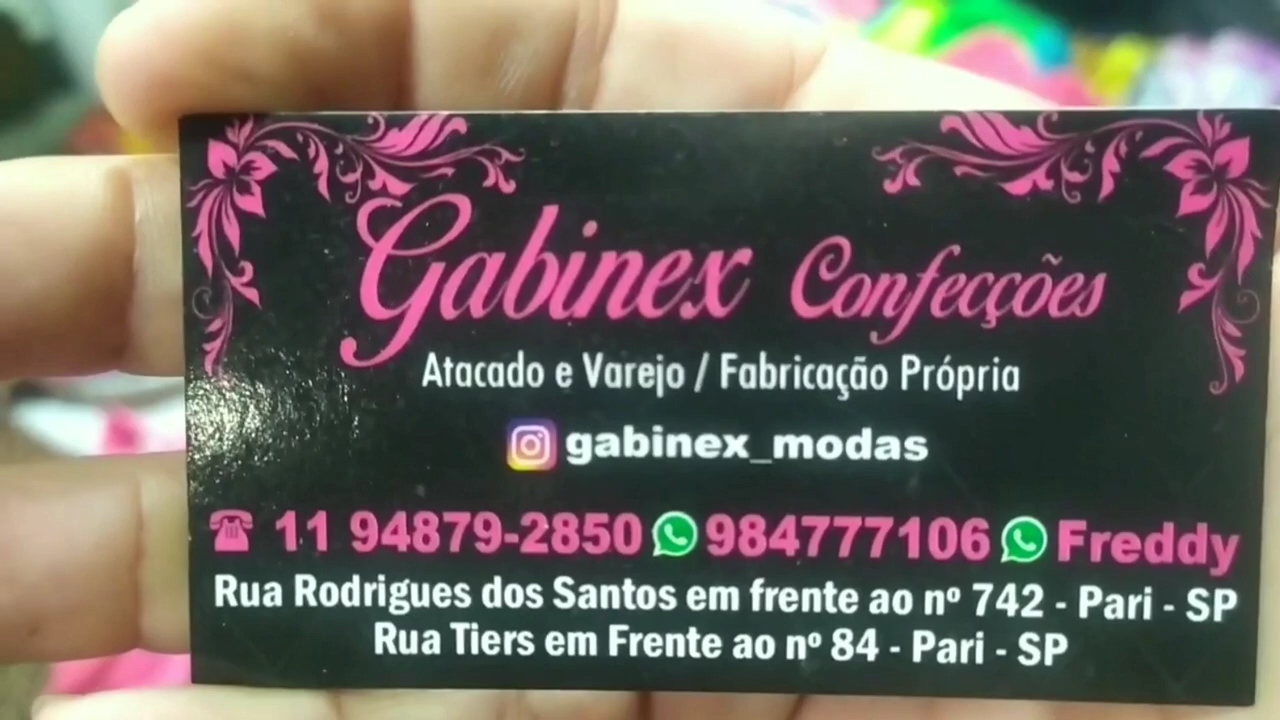 Gabinex Confecções
Atacado e Varejo / Fabricação Própria
gabinex_modas
11 94879-2850 984777106 Freddy
Rua Rodrigues dos Santos em frente ao nº 742 - Pari - SP
Rua Tiers em Frente ao nº 84 - Pari - SP